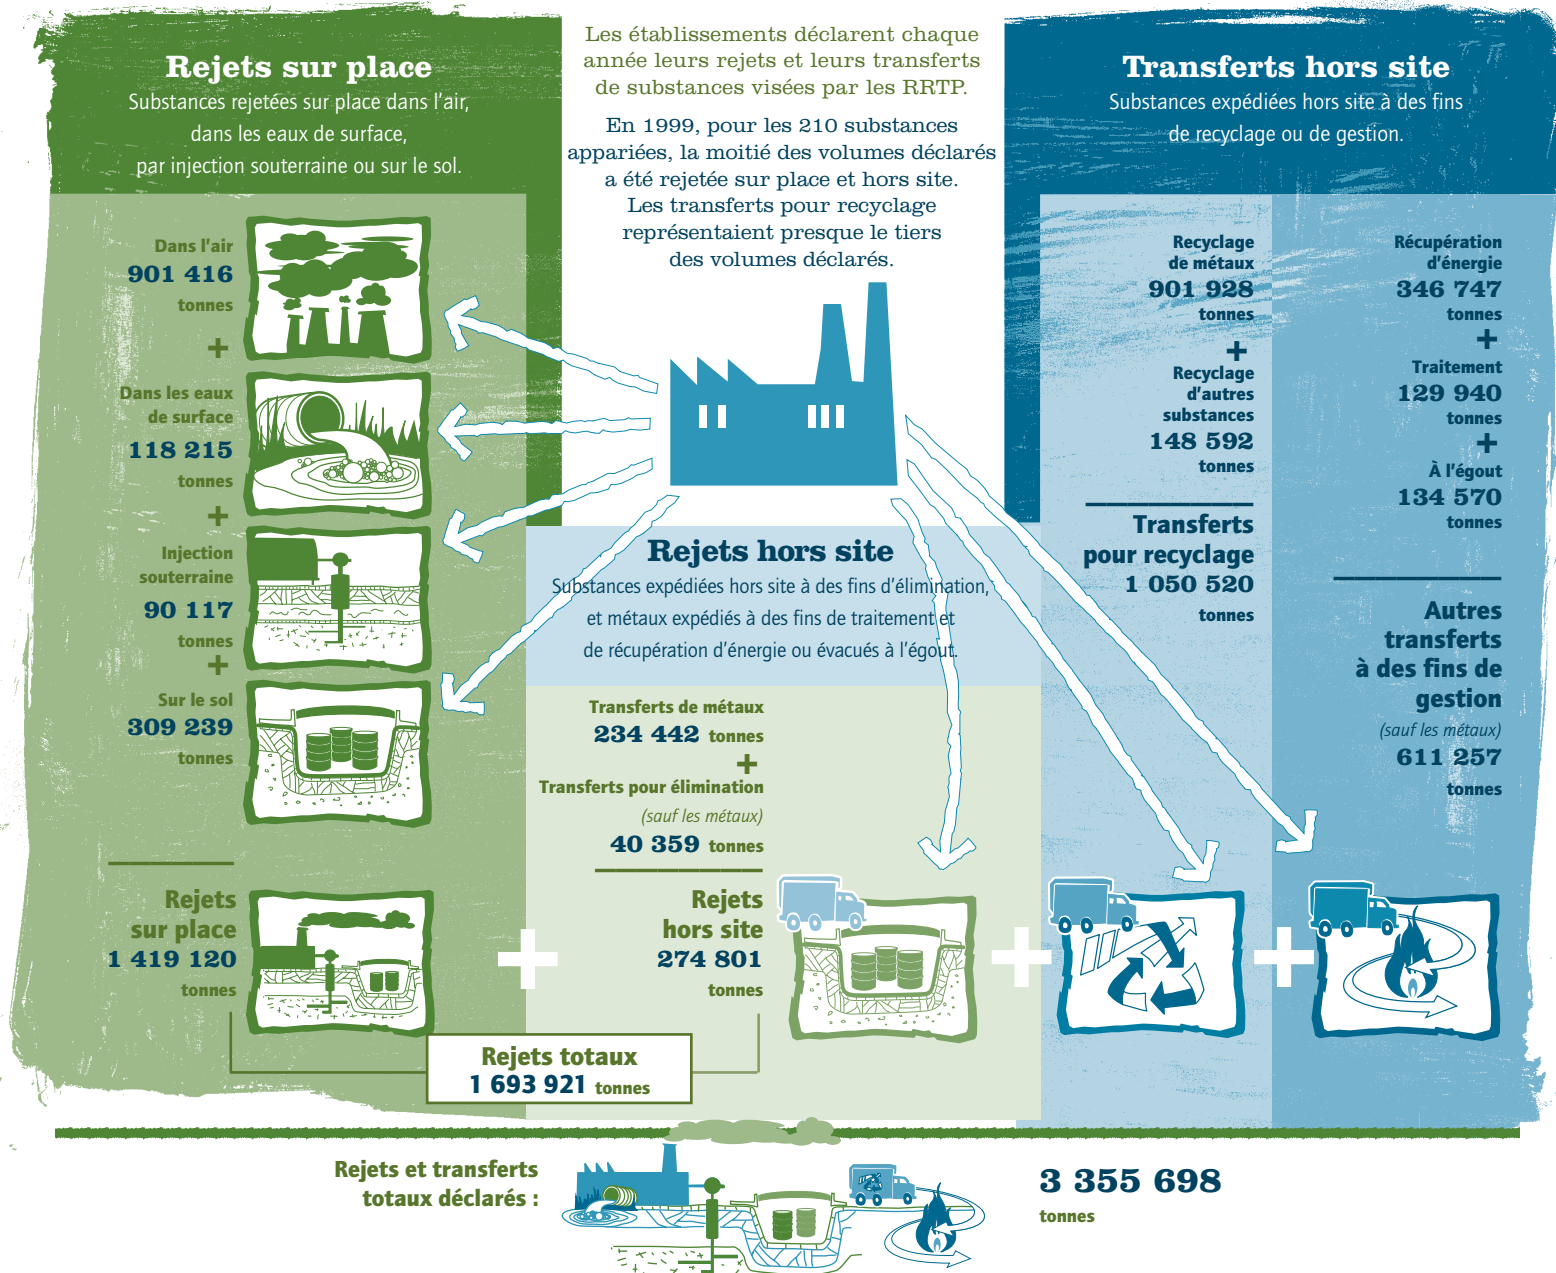 Rejets sur place
Substances rejetées sur place dans l'air,
dans les eaux de surface,
par injection souterraine ou sur le sol.
Les établissements déclarent chaque
année leurs rejets et leurs transferts
de substances visées par les RRTP.
En 1999, pour les 210 substances
appariées, la moitié des volumes déclarés
a été rejetée sur place et hors site.
Les transferts pour recyclage
représentaient presque le tiers
des volumes déclarés.
Transferts hors site
Substances expédiées hors site à des fins
de recyclage ou de gestion.
Dans l'air
901 416
tonnes
+
Dans les eaux
de surface
118 215
tonnes
+
Injection
souterraine
90 117
tonnes
+
Sur le sol
309 239
tonnes
Rejets
sur place
1 419 120
tonnes
Rejets hors site
Substances expédiées hors site à des fins d'élimination,
et métaux expédiés à des fins de traitement et
de récupération d'énergie ou évacués à l'égout.
Transferts de métaux
234 442 tonnes
+
Transferts pour élimination
(sauf les métaux)
40 359 tonnes
Rejets
hors site
274 801
tonnes
Recyclage
de métaux
901 928
tonnes
+
Recyclage
d'autres
substances
148 592
tonnes
Transferts
pour recyclage
1 050 520
tonnes
Récupération
d'énergie
346 747
tonnes
+
Traitement
129 940
tonnes
+
À l'égout
134 570
tonnes
Autres
transferts
à des fins de
gestion
(sauf les métaux)
611 257
tonnes
+
+
+
Rejets totaux
1 693 921 tonnes
Rejets et transferts
totaux déclarés :
3 355 698
tonnes